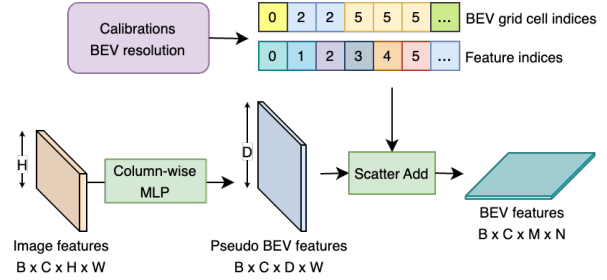 Calibrations
BEV resolution
0 2 2 5 5 5 ...
BEV grid cell indices
0 1 2 3 4 5 ...
Feature indices
H
Column-wise
MLP
D
Scatter Add
Image features
B x C x H x W
Pseudo BEV features
B x C x D x W
BEV features
B x C x M x N